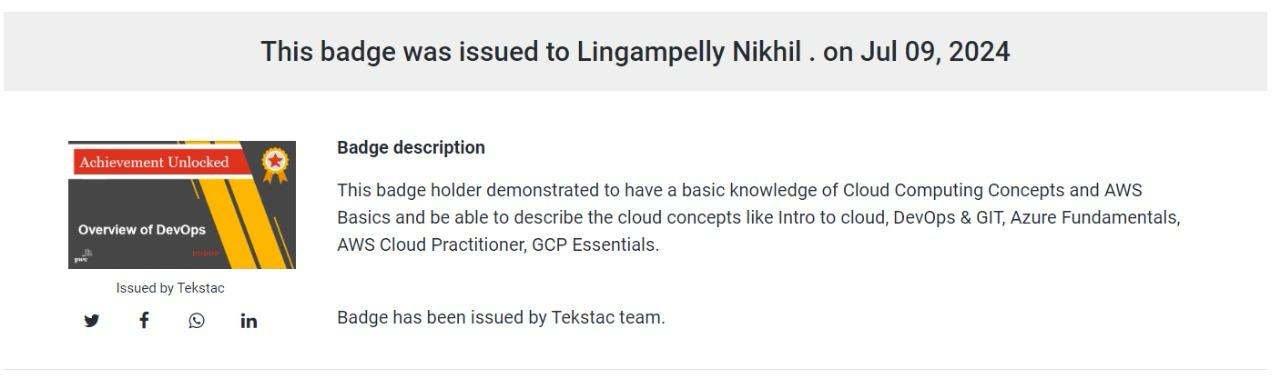 This badge was issued to Lingampelly Nikhil . on Jul 09, 2024
Achievement Unlocked
Overview of DevOps
pwc
Issued by Tekstac
Badge description
This badge holder demonstrated to have a basic knowledge of Cloud Computing Concepts and AWS
Basics and be able to describe the cloud concepts like Intro to cloud, DevOps & GIT, Azure Fundamentals,
AWS Cloud Practitioner, GCP Essentials.
Badge has been issued by Tekstac team.